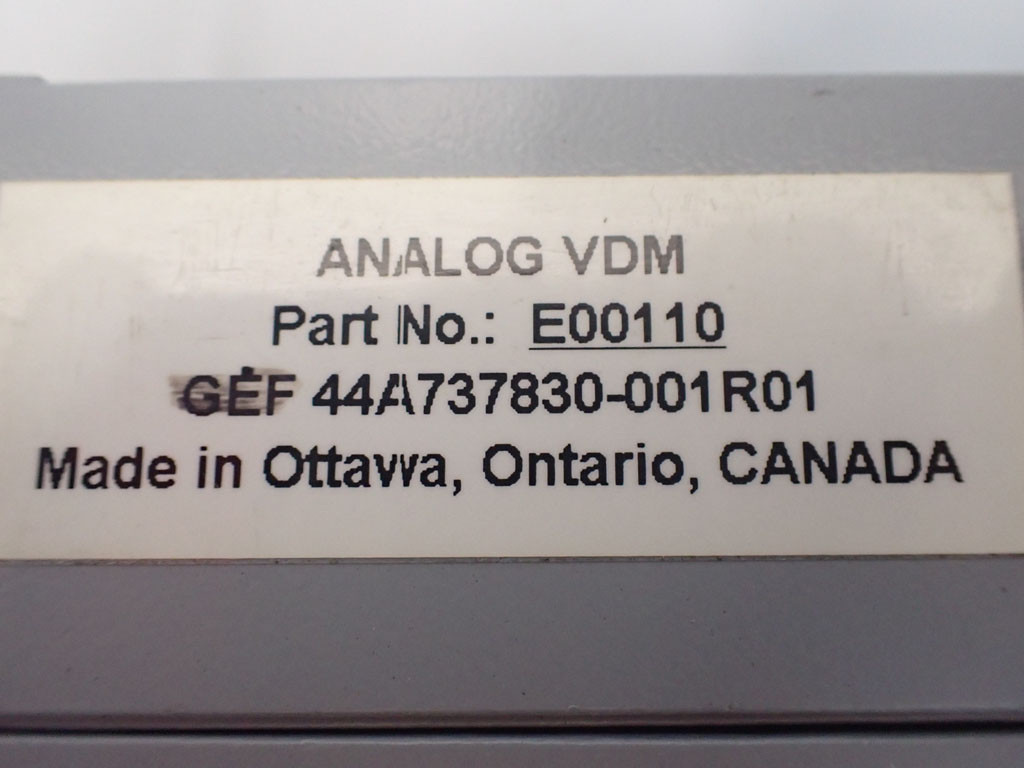 ANALOG VDM
Part No.: E00110
GEF 44A737830-001R01
Made in Ottawa, Ontario, CANADA